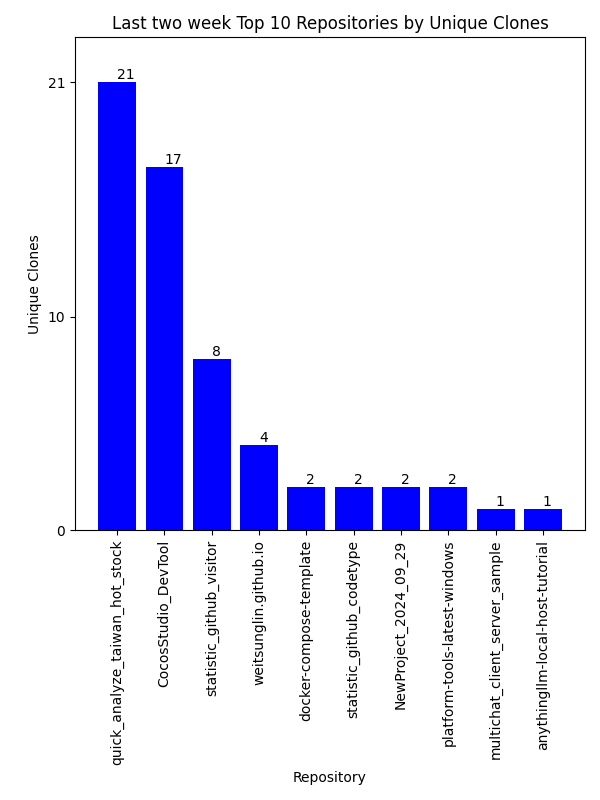 Last two week Top 10 Repositories by Unique Clones
Unique Clones
21
10
0
21
17
8
4
2
2
2
2
1
1
quick_analyze_taiwan_hot_stock
CocosStudio_DevTool
statistic_github_visitor
weitsunglin.github.io
docker-compose-template
statistic_github_codetype
NewProject_2024_09_29
platform-tools-latest-windows
multichat_client_server_sample
anythingllm-local-host-tutorial
Repository